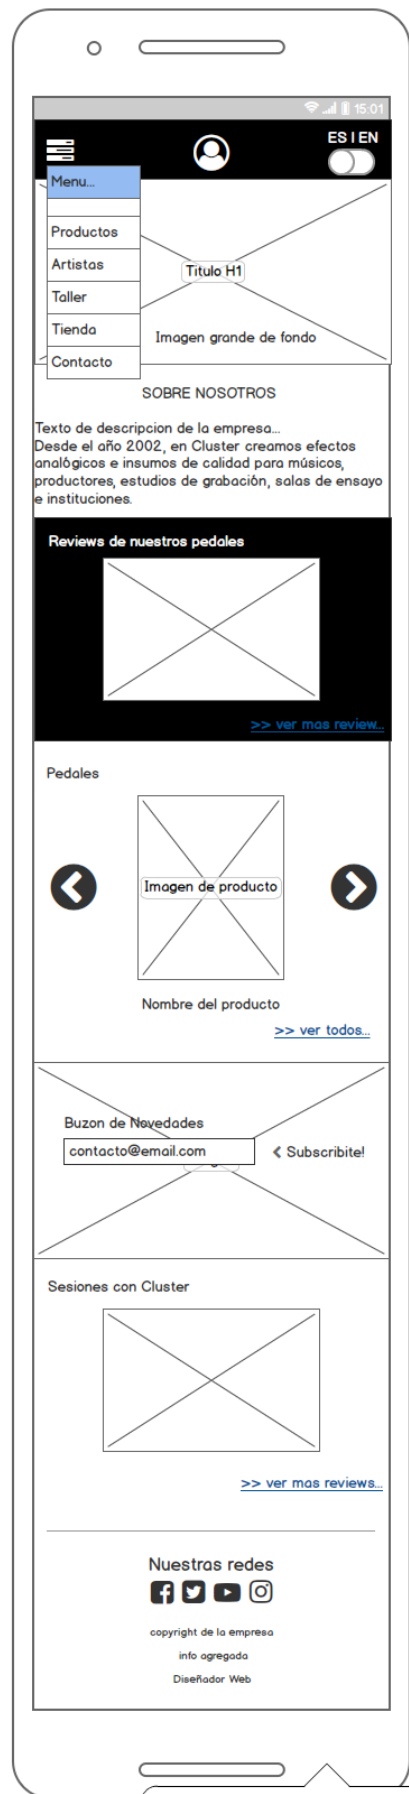 15:01
ES I EN
Menu...
Productos
Artistas
Taller
Tienda
Contacto
Titulo H1
Imagen grande de fondo
SOBRE NOSOTROS
Texto de descripcion de la empresa...
Desde el año 2002, en Cluster creamos efectos
analógicos e insumos de calidad para músicos,
productores, estudios de grabación, salas de ensayo
e instituciones.
Reviews de nuestros pedales
>> ver mas review...
Pedales
Imagen de producto
Nombre del producto
>> ver todos...
Buzon de Novedades
contacto@email.com
Subscribite!
Sesiones con Cluster
>> ver mas reviews...
Nuestras redes
copyright de la empresa
info agregada
Diseñador Web